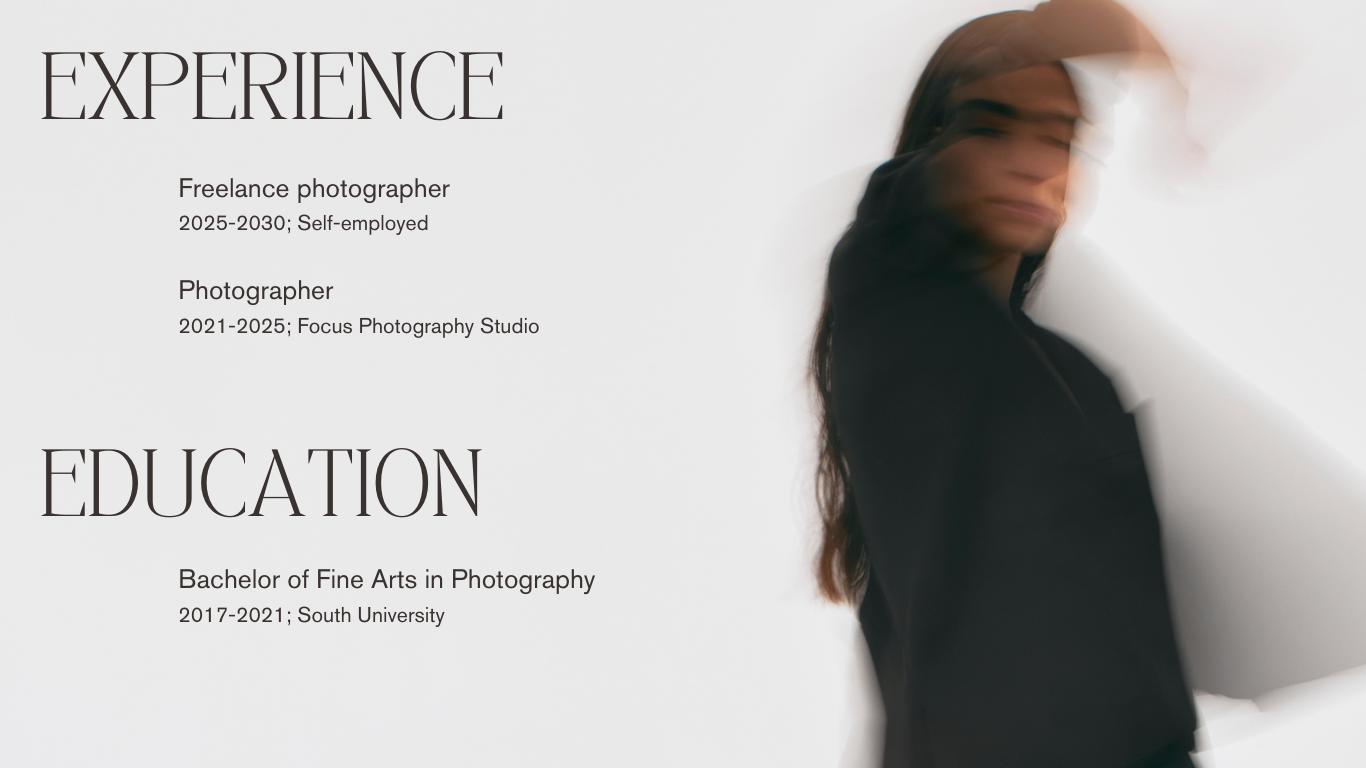 EXPERIENCE
Freelance photographer
2025-2030; Self-employed
Photographer
2021-2025; Focus Photography Studio
EDUCATION
Bachelor of Fine Arts in Photography
2017-2021; South University